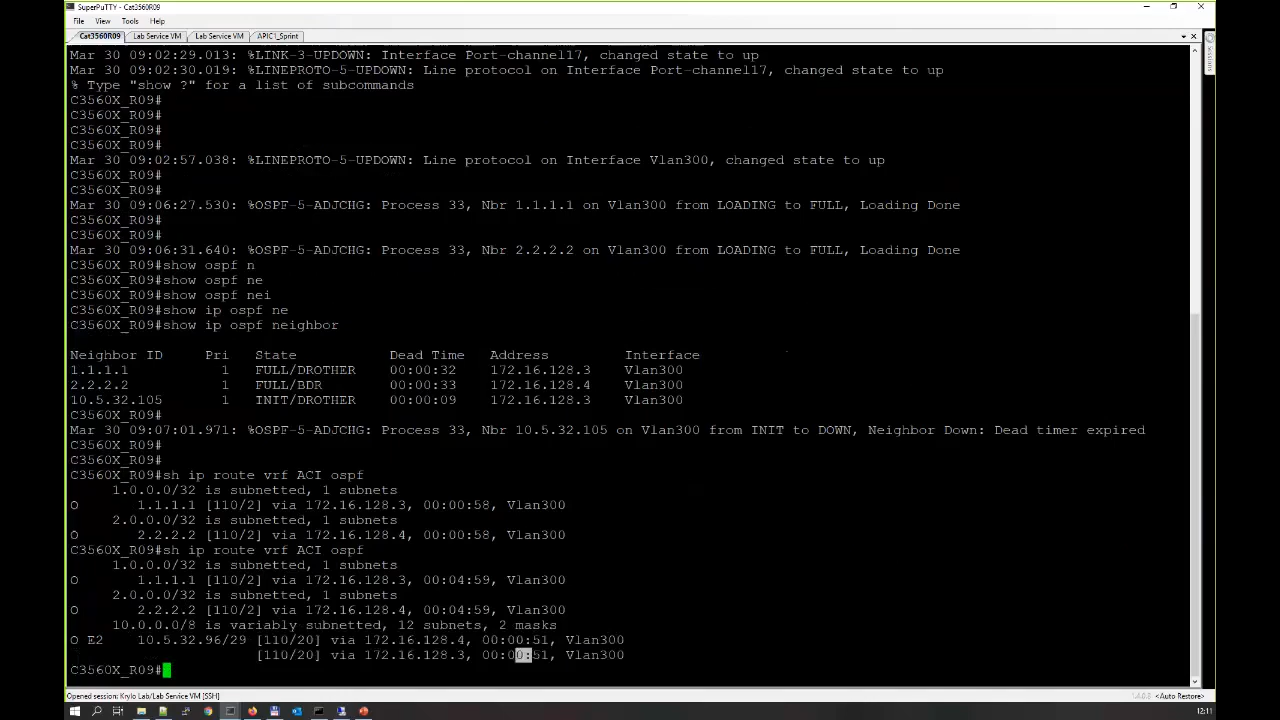 SuperPuTTY - Cat3560R09
File View Tools Help
Cat3560R09 Lab Service VM Lab Service VM APIC1_Sprint
Mar 30 09:02:29.013: %LINK-3-UPDOWN: Interface Port-channel17, changed state to up
Mar 30 09:02:30.019: %LINEPROTO-5-UPDOWN: Line protocol on Interface Port-channel17, changed state to up
% Type "show ?" for a list of subcommands
C3560X_R09#
C3560X_R09#
C3560X_R09#
C3560X_R09#
Mar 30 09:02:57.038: %LINEPROTO-5-UPDOWN: Line protocol on Interface Vlan300, changed state to up
C3560X_R09#
C3560X_R09#
Mar 30 09:06:27.530: %OSPF-5-ADJCHG: Process 33, Nbr 1.1.1.1 on Vlan300 from LOADING to FULL, Loading Done
C3560X_R09#
C3560X_R09#
Mar 30 09:06:31.640: %OSPF-5-ADJCHG: Process 33, Nbr 2.2.2.2 on Vlan300 from LOADING to FULL, Loading Done
C3560X_R09#show ospf n
C3560X_R09#show ospf ne
C3560X_R09#show ospf nei
C3560X_R09#show ip ospf ne
C3560X_R09#show ip ospf neighbor
Neighbor ID Pri State Dead Time Address Interface
1.1.1.1 1 FULL/DROTHER 00:00:32 172.16.128.3 Vlan300
2.2.2.2 1 FULL/BDR 00:00:33 172.16.128.4 Vlan300
10.5.32.105 1 INIT/DROTHER 00:00:09 172.16.128.3 Vlan300
C3560X_R09#
Mar 30 09:07:01.971: %OSPF-5-ADJCHG: Process 33, Nbr 10.5.32.105 on Vlan300 from INIT to DOWN, Neighbor Down: Dead timer expired
C3560X_R09#
C3560X_R09#
C3560X_R09#sh ip route vrf ACI ospf
1.0.0.0/32 is subnetted, 1 subnets
O 1.1.1.1 [110/2] via 172.16.128.3, 00:00:58, Vlan300
2.0.0.0/32 is subnetted, 1 subnets
O 2.2.2.2 [110/2] via 172.16.128.4, 00:00:58, Vlan300
C3560X_R09#sh ip route vrf ACI ospf
1.0.0.0/32 is subnetted, 1 subnets
O 1.1.1.1 [110/2] via 172.16.128.3, 00:04:59, Vlan300
2.0.0.0/32 is subnetted, 1 subnets
O 2.2.2.2 [110/2] via 172.16.128.4, 00:04:59, Vlan300
10.0.0.0/8 is variably subnetted, 12 subnets, 2 masks
O E2 10.5.32.96/29 [110/20] via 172.16.128.4, 00:00:51, Vlan300
[110/20] via 172.16.128.3, 00:00:51, Vlan300
C3560X_R09#
Opened session: Krylo Lab/Lab Service VM [SSH]
<Auto Restore>
12:11